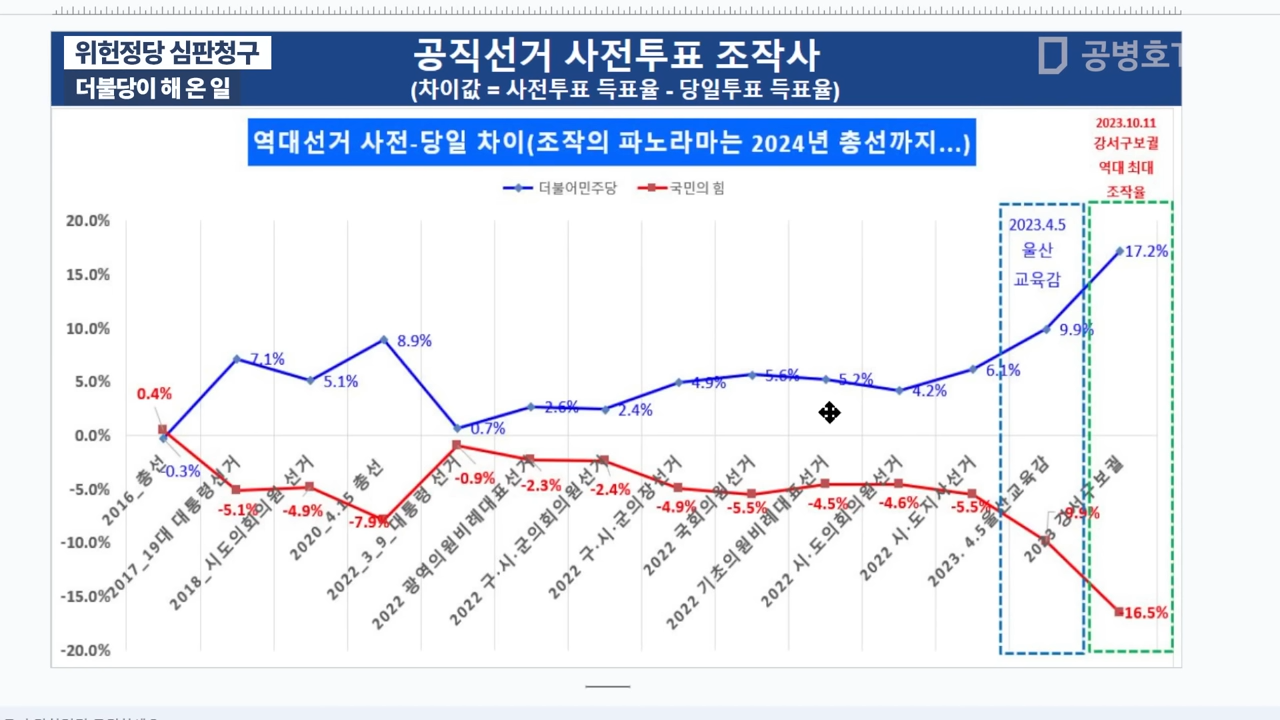 위헌정당 심판청구
더불당이 해 온 일
공직선거 사전투표 조작사
(차이값 = 사전투표 득표율 - 당일투표 득표율)
공병호
역대선거 사전-당일 차이(조작의 파노라마는 2024년 총선까지...)
2023.10.11
강서구보궐
역대 최대
조작율
더불어민주당
국민의 힘
2023.4.5
울산
교육감
20.0%
15.0%
10.0%
5.0%
0.0%
-5.0%
-10.0%
-15.0%
-20.0%
-0.3%
7.1%
5.1%
8.9%
0.7%
2.6%
2.4%
4.9%
5.6%
5.2%
4.2%
6.1%
9.9%
17.2%
0.4%
-5.1%
-4.9%
-7.9%
-0.9%
-2.3%
-2.4%
-4.9%
-5.5%
-4.5%
-4.6%
-5.5%
-9.9%
-16.5%
2016_총선
2017_19대 대통령선거
2018_시도의회의원 선거
2020_4.15 총선
2022_3_9_대통령 선거
2022 광역의원비례대표선거
2022 구·시·군의회의원선거
2022 구·시·군의장선거
2022 국회의원선거
2022 기초의원비례대표선거
2022 시·도의회의원선거
2022 시·도지사선거
2023. 4.5울산교육감
2023 강서구보궐